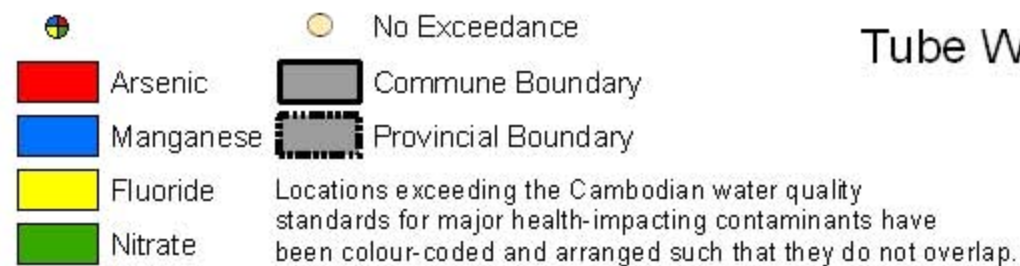 No Exceedance
Tube W
Arsenic
Commune Boundary
Manganese
Provincial Boundary
Fluoride
Nitrate
Locations exceeding the Cambodian water quality
standards for major health-impacting contaminants have
been colour-coded and arranged such that they do not overlap.